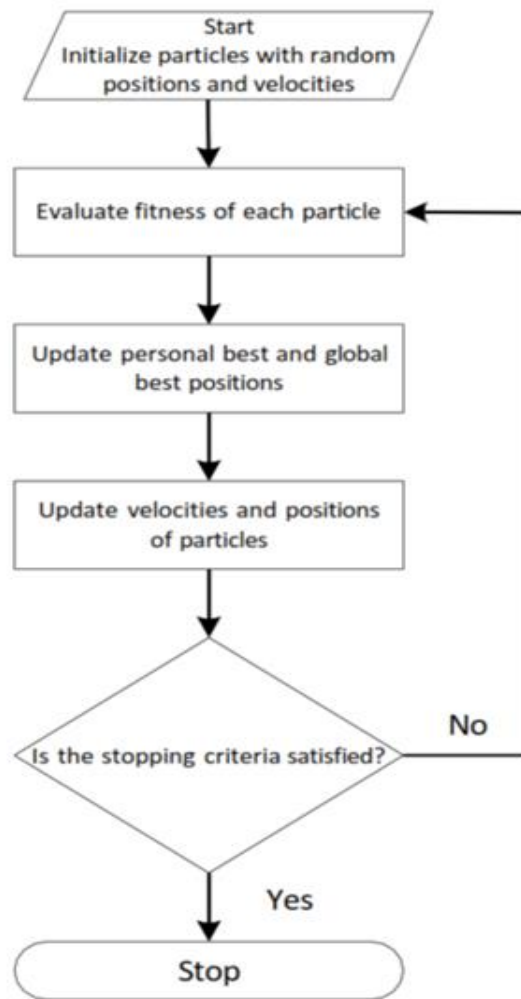 Start
Initialize particles with random
positions and velocities
Evaluate fitness of each particle
Update personal best and global
best positions
Update velocities and positions
of particles
Is the stopping criteria satisfied?
No
Yes
Stop